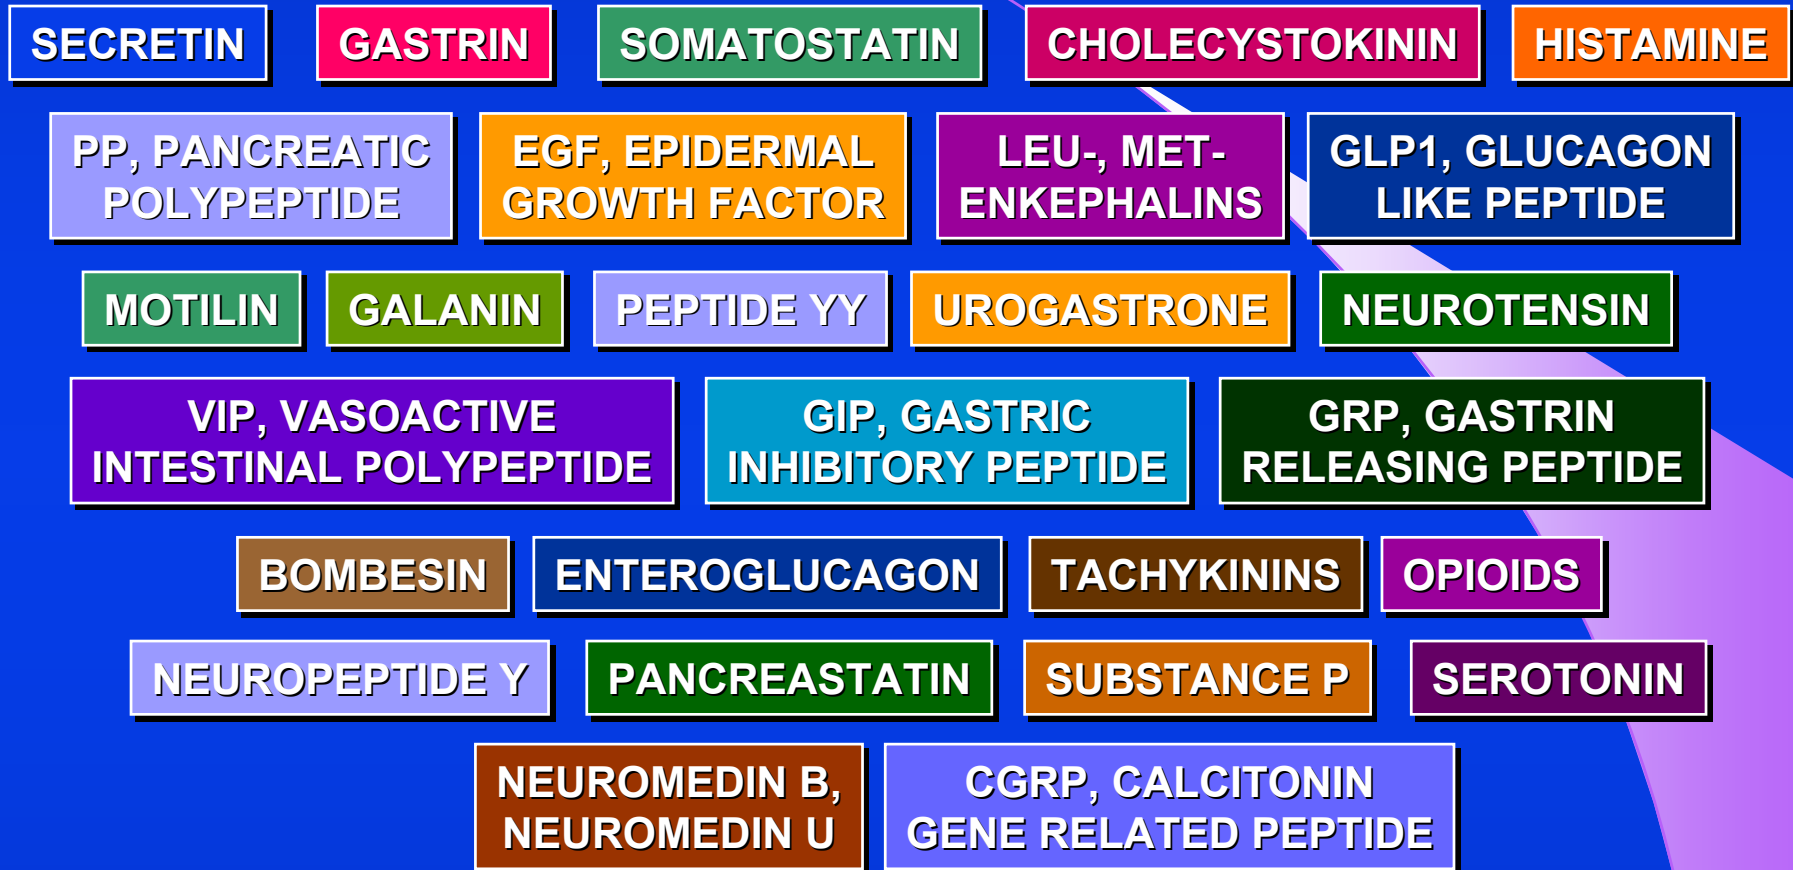 SECRETIN
GASTRIN
SOMATOSTATIN
CHOLECYSTOKININ
HISTAMINE
PP, PANCREATIC
POLYPEPTIDE
EGF, EPIDERMAL
GROWTH FACTOR
LEU-, MET-
ENKEPHALINS
GLP1, GLUCAGON
LIKE PEPTIDE
MOTILIN
GALANIN
PEPTIDE YY
UROGASTRONE
NEUROTENSIN
VIP, VASOACTIVE
INTESTINAL POLYPEPTIDE
GIP, GASTRIC
INHIBITORY PEPTIDE
GRP, GASTRIN
RELEASING PEPTIDE
BOMBESIN
ENTEROGLUCAGON
TACHYKININS
OPIOIDS
NEUROPEPTIDE Y
PANCREASTATIN
SUBSTANCE P
SEROTONIN
NEUROMEDIN B,
NEUROMEDIN U
CGRP, CALCITONIN
GENE RELATED PEPTIDE